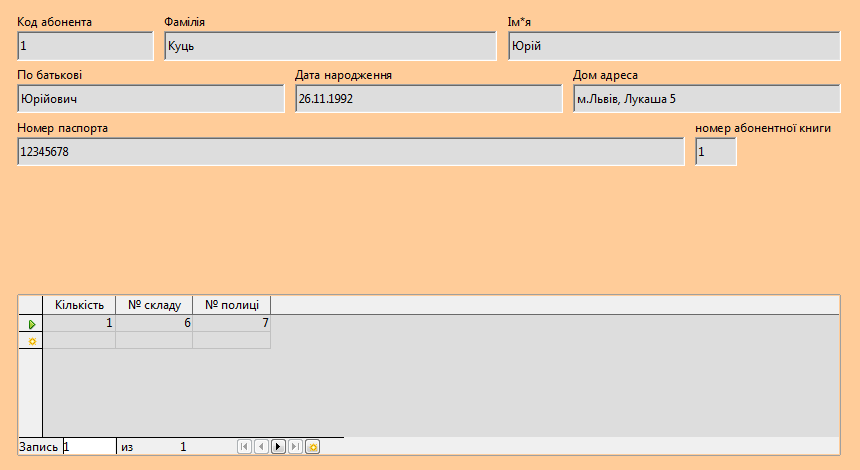 Код абонента Фамілія Ім*я
1 Куць Юрій
По батькові Дата народження Дом адреса
Юрійович 26.11.1992 м.Львів, Лукаша 5
Номер паспорта номер абонентної книги
12345678 1
Кількість № складу № полиці
1 6 7
Запись 1 из 1